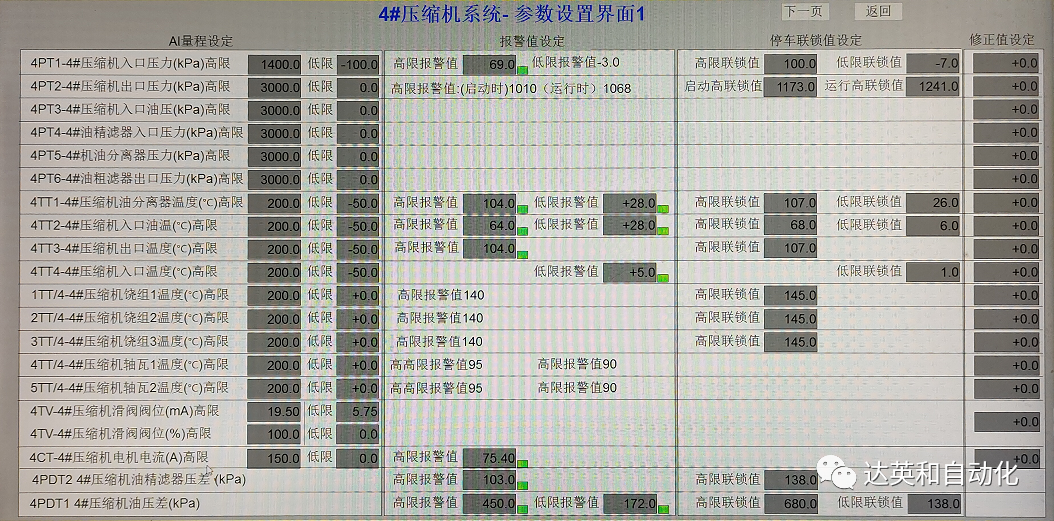 4#压缩机系统- 参数设置界面1 下一页 返回
AI量程设定 报警值设定 停车联锁值设定 修正值设定
4PT1-4#压缩机入口压力(kPa)高限 1400.0 低限 -100.0 高限报警值 69.0 低限报警值-3.0 高限联锁值 100.0 低限联锁值 -7.0 +0.0
4PT2-4#压缩机出口压力(kPa)高限 3000.0 低限 0.0 高限报警值:(启动时)1010（运行时）1068 启动高联锁值 1173.0 运行高联锁值 1241.0 +0.0
4PT3-4#压缩机入口油压(kPa)高限 3000.0 低限 0.0 +0.0
4PT4-4#油精滤器入口压力(kPa)高限 3000.0 低限 0.0 +0.0
4PT5-4#机油分离器压力(kPa)高限 3000.0 低限 0.0 +0.0
4PT6-4#油粗滤器出口压力(kPa)高限 3000.0 低限 0.0 +0.0
4TT1-4#压缩机油分离器温度(℃)高限 200.0 低限 -50.0 高限报警值 104.0 低限报警值 +28.0 高限联锁值 107.0 低限联锁值 26.0 +0.0
4TT2-4#压缩机入口油温(℃)高限 200.0 低限 -50.0 高限报警值 64.0 低限报警值 +28.0 高限联锁值 68.0 低限联锁值 6.0 +0.0
4TT3-4#压缩机出口温度(℃)高限 200.0 低限 -50.0 高限报警值 104.0 高限联锁值 107.0 +0.0
4TT4-4#压缩机入口温度(℃)高限 200.0 低限 -50.0 低限报警值 +5.0 低限联锁值 1.0 +0.0
1TT/4-4#压缩机饶组1温度(℃)高限 200.0 低限 +0.0 高限报警值140 高限联锁值 145.0 +0.0
2TT/4-4#压缩机饶组2温度(℃)高限 200.0 低限 +0.0 高限报警值140 高限联锁值 145.0 +0.0
3TT/4-4#压缩机饶组3温度(℃)高限 200.0 低限 +0.0 高限报警值140 高限联锁值 145.0 +0.0
4TT/4-4#压缩机轴瓦1温度(℃)高限 200.0 低限 +0.0 高高限报警值95 高限报警值90 +0.0
5TT/4-4#压缩机轴瓦2温度(℃)高限 200.0 低限 +0.0 高高限报警值95 高限报警值90 +0.0
4TV-4#压缩机滑阀阀位(mA)高限 19.50 低限 5.75 +0.0
4TV-4#压缩机滑阀阀位(%)高限 100.0 低限 0.0
4CT-4#压缩机电机电流(A)高限 150.0 低限 0.0 高限报警值 75.40 +0.0
4PDT2 4#压缩机油精滤器压差 (kPa) 高限报警值 103.0 高限联锁值 138.0
4PDT1 4#压缩机油压差(kPa) 高限报警值 450.0 低限报警值 172.0 高限联锁值 680.0 低限联锁值 138.0
达英和自动化